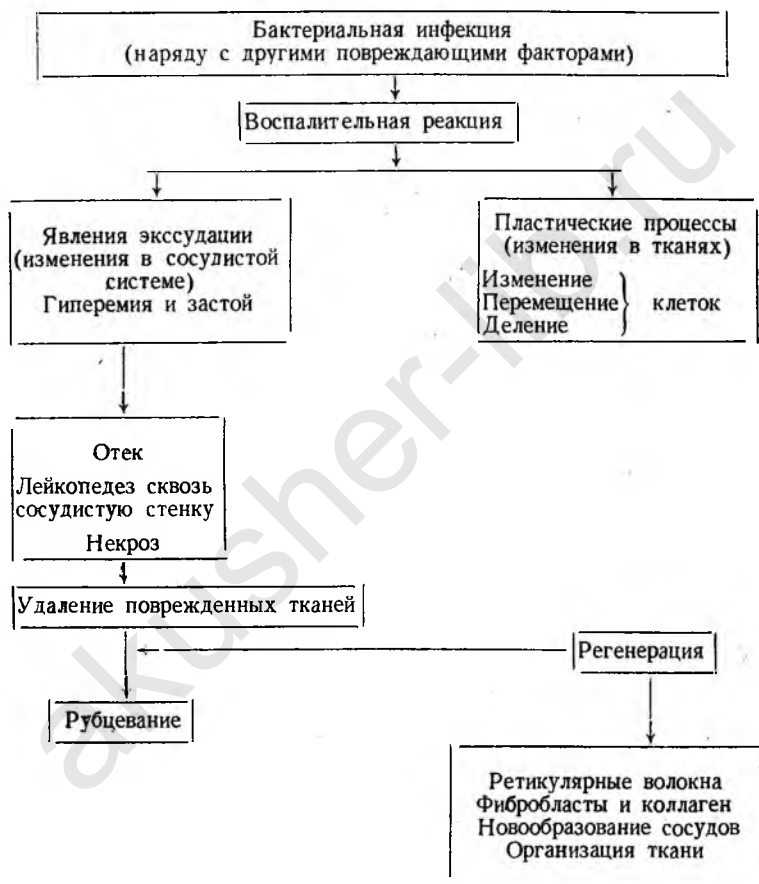 Бактериальная инфекция
(наряду с другими повреждающими факторами)
Воспалительная реакция
Явления экссудации
(изменения в сосудистой
системе)
Гиперемия и застой
Пластические процессы
(изменения в тканях)
Изменение
Перемещение
Деление
клеток
Отек
Лейкопедез сквозь
сосудистую стенку
Некроз
Удаление поврежденных тканей
Регенерация
Рубцевание
Ретикулярные волокна
Фибробласты и коллаген
Новообразование сосудов
Организация ткани
akusher-lib.ru